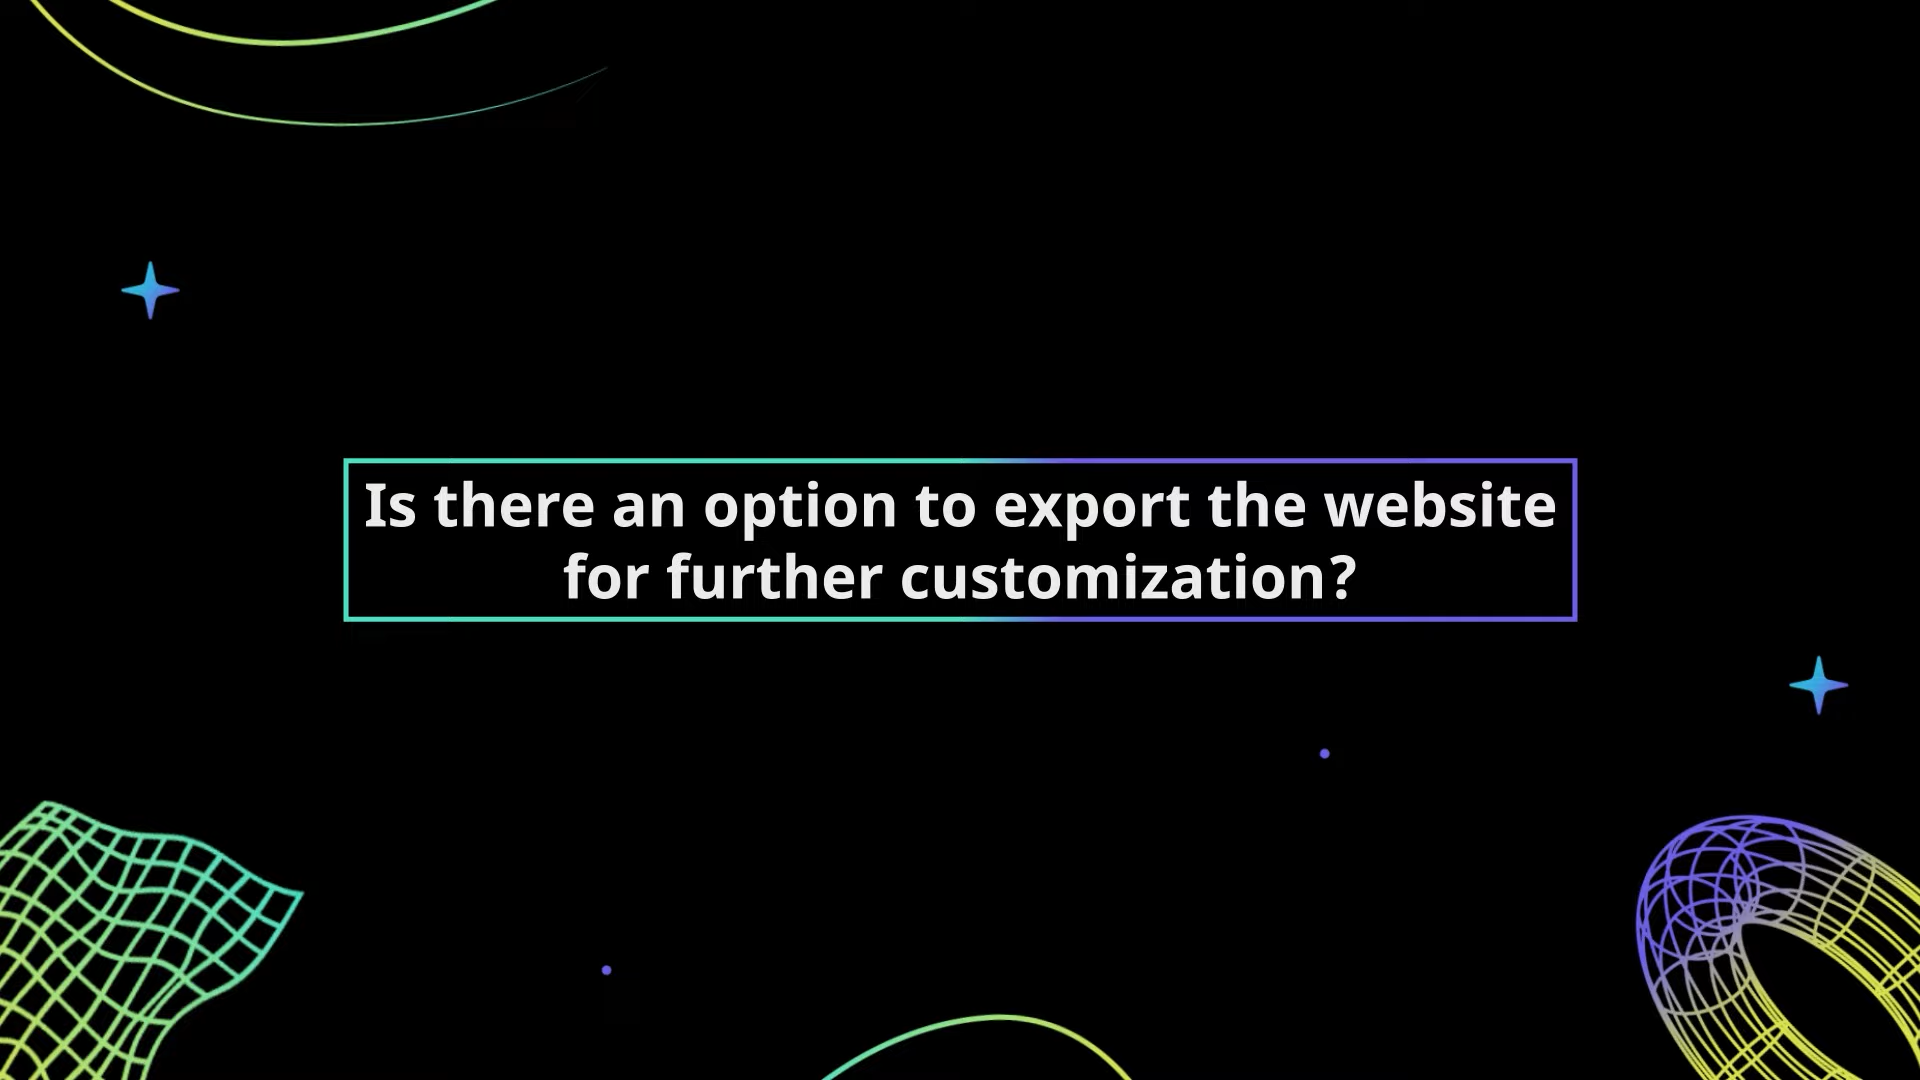 Is there an option to export the website
for further customization?